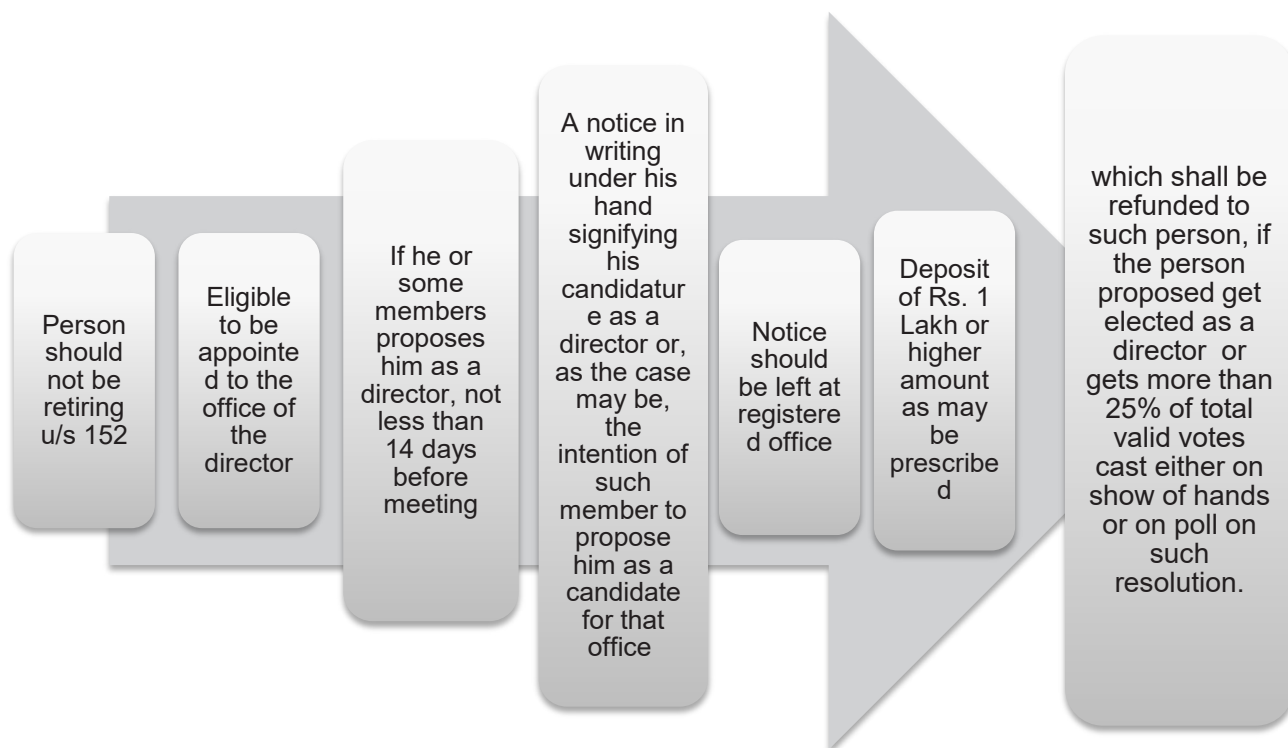 Person
should
not be
retiring
u/s 152
Eligible
to be
appointe
d to the
office of
the
director
If he or
some
members
proposes
him as a
director, not
less than
14 days
before
meeting
A notice in
writing
under his
hand
signifying
his
candidatur
e as a
director or,
as the case
may be,
the
intention of
such
member to
propose
him as a
candidate
for that
office
Notice
should
be left at
registere
d office
Deposit
of Rs. 1
Lakh or
higher
amount
as may
be
prescribe
d
which shall be
refunded to
such person, if
the person
proposed get
elected as a
director or
gets more than
25% of total
valid votes
cast either on
show of hands
or on poll on
such
resolution.